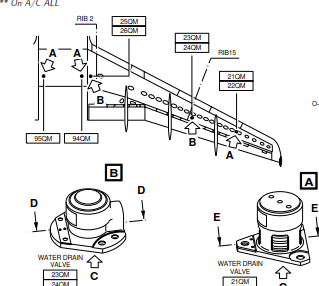 ** On A/C ALL
RIB 2
25QM
26QM
23QM
24QM
RIB15
A
A
21QM
22QM
B
O-
B
A
95QM
94QM
B
A
D
D
E
E
WATER DRAIN
VALVE
23QM
24QM
C
WATER DRAIN
VALVE
21QM
C